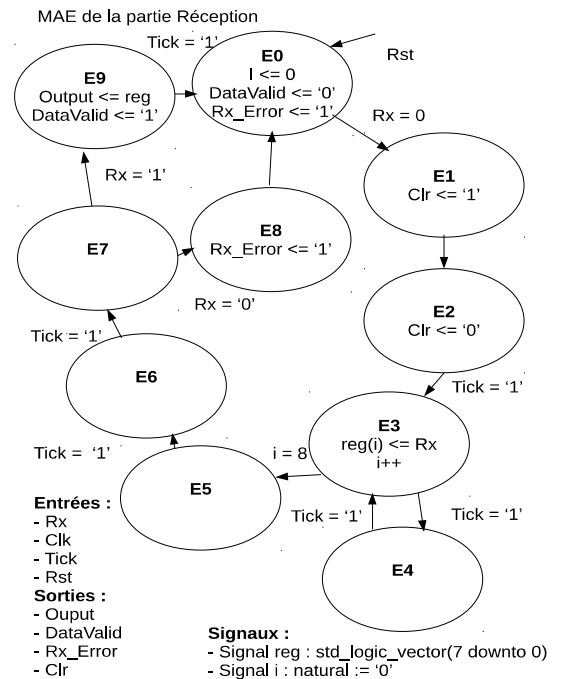 MAE de la partie Réception
Tick = ‘1’
E0
I <= 0
DataValid <= ‘0’
Rx_Error <= ‘1’
Rst
E9
Output <= reg
DataValid <= ‘1’
Rx = 0
E1
Clr <= ‘1’
Rx = ‘1’
E8
Rx_Error <= ‘1’
E7
Rx = ‘0’
E2
Clr <= ‘0’
Tick = ‘1’
E6
Tick = ‘1’
E3
reg(i) <= Rx
i++
Tick = ‘1’
i = 8
E5
Tick = ‘1’
Tick = ‘1’
E4
Entrées :
- Rx
- Clk
- Tick
- Rst
Sorties :
- Ouput
- DataValid
- Rx_Error
- Clr
Signaux :
- Signal reg : std_logic_vector(7 downto 0)
- Signal i : natural := ‘0’